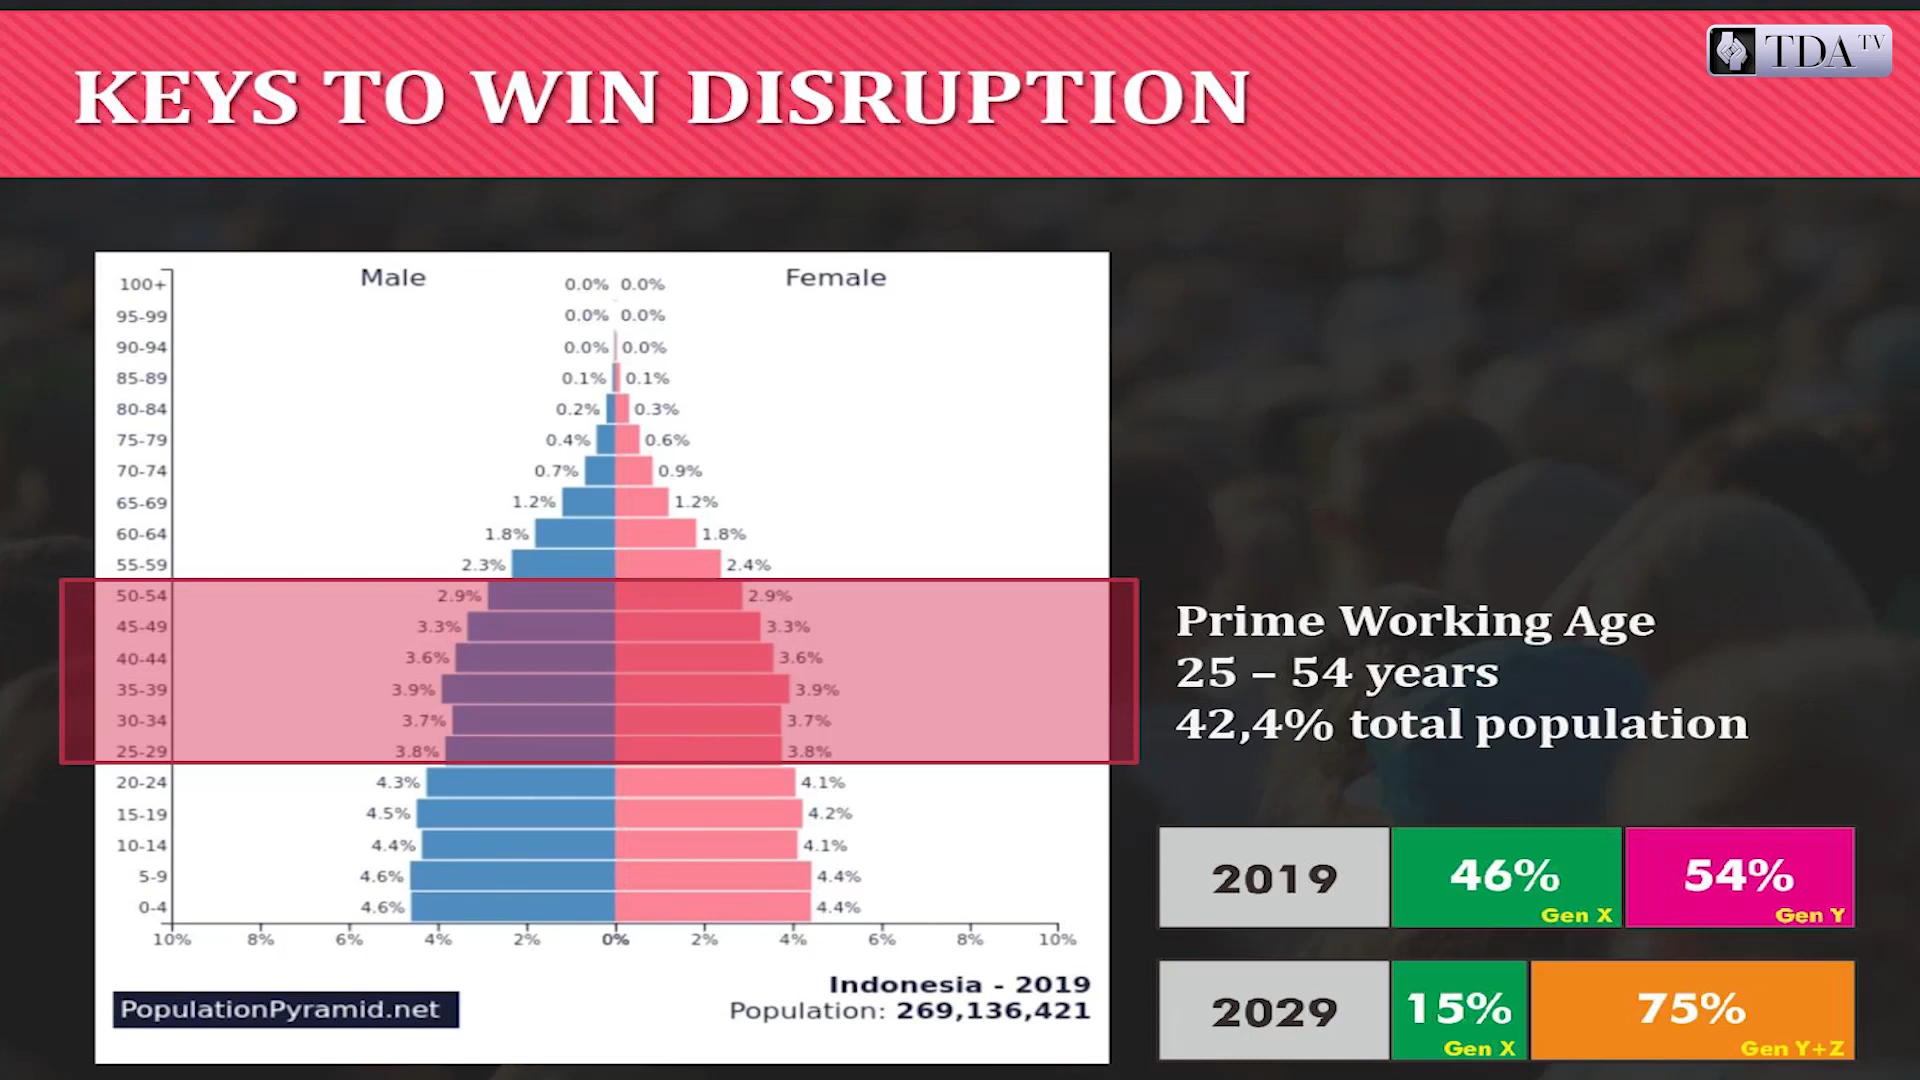 TDA TV
KEYS TO WIN DISRUPTION
Male Female
100+ 0.0% 0.0%
95-99 0.0% 0.0%
90-94 0.0% 0.0%
85-89 0.1% 0.1%
80-84 0.2% 0.3%
75-79 0.4% 0.6%
70-74 0.7% 0.9%
65-69 1.2% 1.2%
60-64 1.8% 1.8%
55-59 2.3% 2.4%
50-54 2.9% 2.9%
45-49 3.3% 3.3%
40-44 3.6% 3.6%
35-39 3.9% 3.9%
30-34 3.7% 3.7%
25-29 3.8% 3.8%
20-24 4.3% 4.1%
15-19 4.5% 4.2%
10-14 4.4% 4.1%
5-9 4.6% 4.4%
0-4 4.6% 4.4%
10% 8% 6% 4% 2% 0% 2% 4% 6% 8% 10%
Indonesia - 2019
PopulationPyramid.net
Population: 269,136,421
Prime Working Age
25 – 54 years
42,4% total population
2019 46% 54%
Gen X Gen Y
2029 15% 75%
Gen X Gen Y+Z